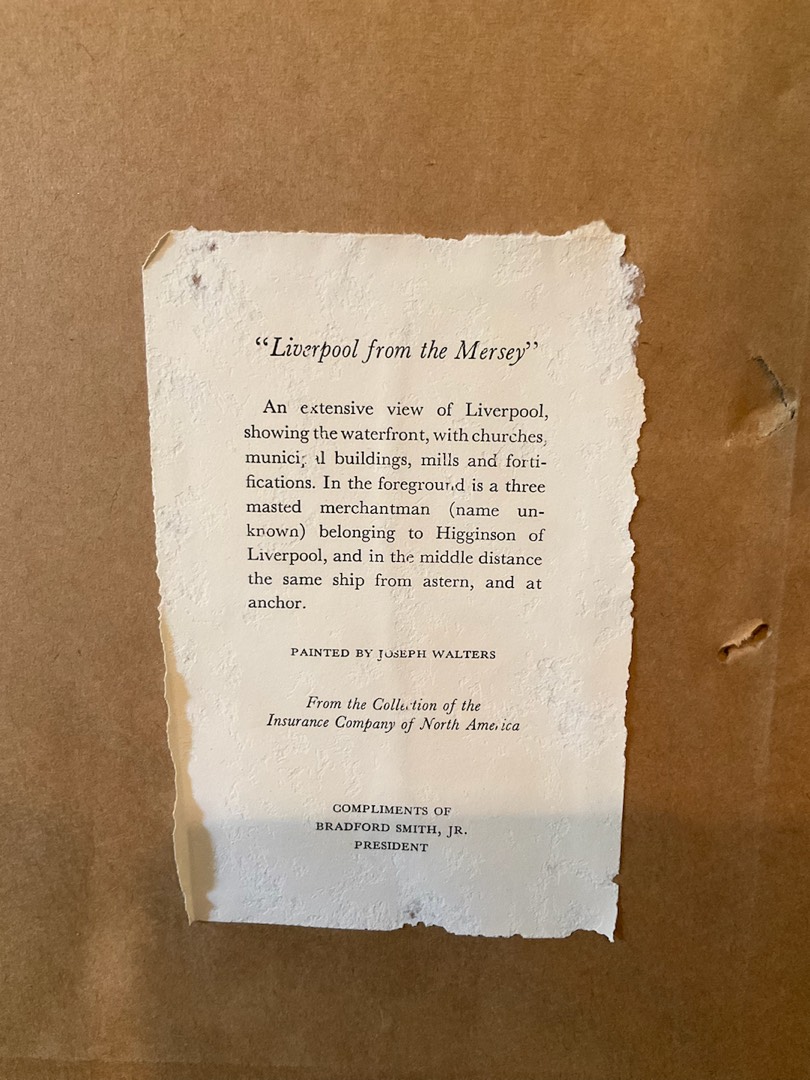 “Liverpool from the Mersey”
An extensive view of Liverpool,
showing the waterfront, with churches,
municipal buildings, mills and forti-
fications. In the foreground is a three
masted merchantman (name un-
known) belonging to Higginson of
Liverpool, and in the middle distance
the same ship from astern, and at
anchor.
PAINTED BY JOSEPH WALTERS
From the Collection of the
Insurance Company of North America
COMPLIMENTS OF
BRADFORD SMITH, JR.
PRESIDENT